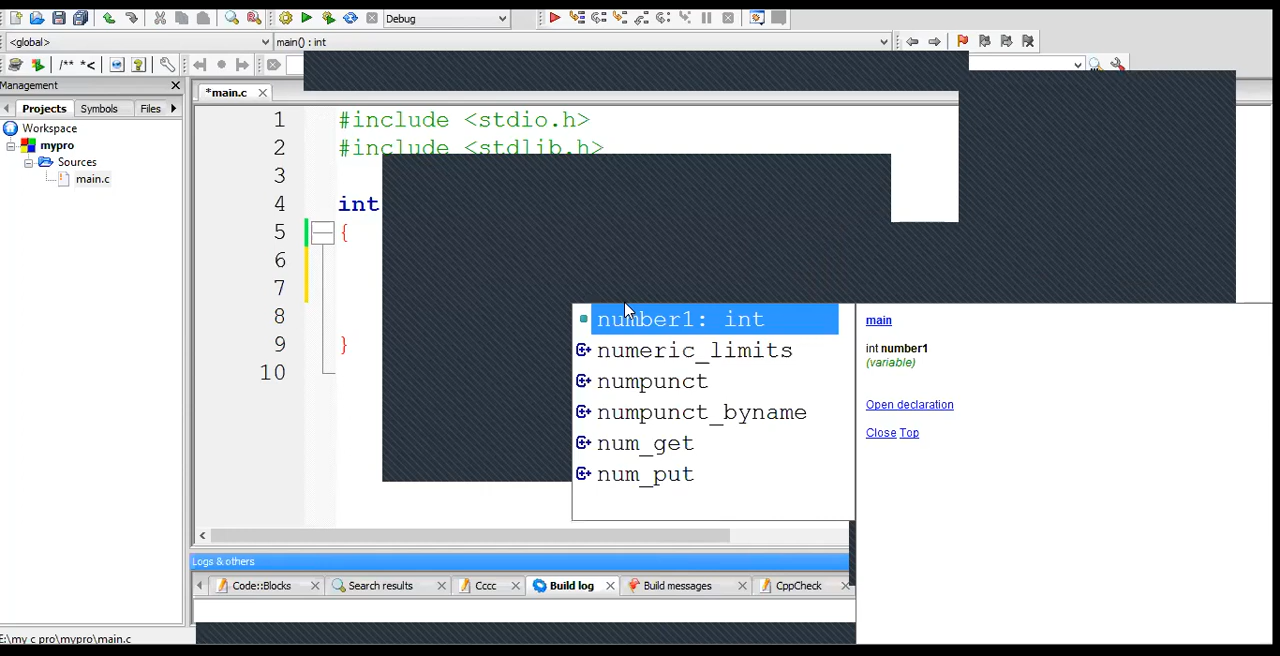 Debug
<global>
main() : int
/** *<
Management
*main.c
Projects Symbols Files
Workspace
mypro
Sources
main.c
1 #include <stdio.h>
2 #include <stdlib.h>
3
4 int
5 {
6
7
8
9 }
10
number1: int
numeric_limits
numpunct
numpunct_byname
num_get
num_put
main
int number1
(variable)
Open declaration
Close Top
Logs & others
Code::Blocks Search results Cccc Build log Build messages CppCheck
E:\my c pro\mypro\main.c